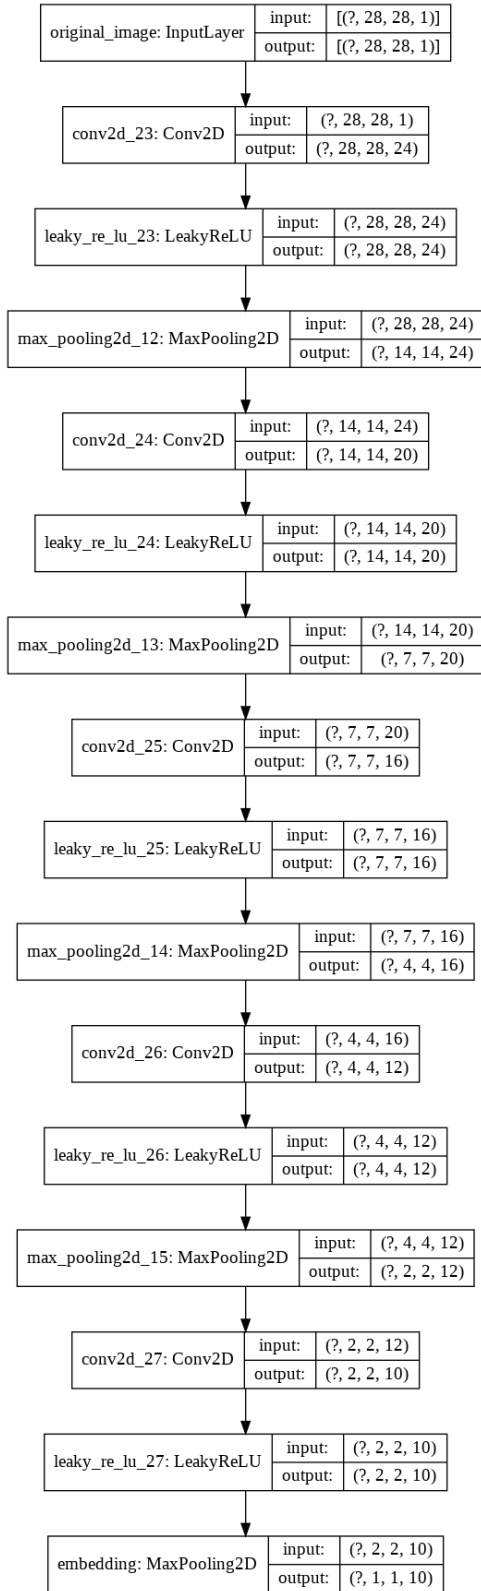 original_image: InputLayer input: [(?, 28, 28, 1)]
output: [(?, 28, 28, 1)]
conv2d_23: Conv2D input: (?, 28, 28, 1)
output: (?, 28, 28, 24)
leaky_re_lu_23: LeakyReLU input: (?, 28, 28, 24)
output: (?, 28, 28, 24)
max_pooling2d_12: MaxPooling2D input: (?, 28, 28, 24)
output: (?, 14, 14, 24)
conv2d_24: Conv2D input: (?, 14, 14, 24)
output: (?, 14, 14, 20)
leaky_re_lu_24: LeakyReLU input: (?, 14, 14, 20)
output: (?, 14, 14, 20)
max_pooling2d_13: MaxPooling2D input: (?, 14, 14, 20)
output: (?, 7, 7, 20)
conv2d_25: Conv2D input: (?, 7, 7, 20)
output: (?, 7, 7, 16)
leaky_re_lu_25: LeakyReLU input: (?, 7, 7, 16)
output: (?, 7, 7, 16)
max_pooling2d_14: MaxPooling2D input: (?, 7, 7, 16)
output: (?, 4, 4, 16)
conv2d_26: Conv2D input: (?, 4, 4, 16)
output: (?, 4, 4, 12)
leaky_re_lu_26: LeakyReLU input: (?, 4, 4, 12)
output: (?, 4, 4, 12)
max_pooling2d_15: MaxPooling2D input: (?, 4, 4, 12)
output: (?, 2, 2, 12)
conv2d_27: Conv2D input: (?, 2, 2, 12)
output: (?, 2, 2, 10)
leaky_re_lu_27: LeakyReLU input: (?, 2, 2, 10)
output: (?, 2, 2, 10)
embedding: MaxPooling2D input: (?, 2, 2, 10)
output: (?, 1, 1, 10)